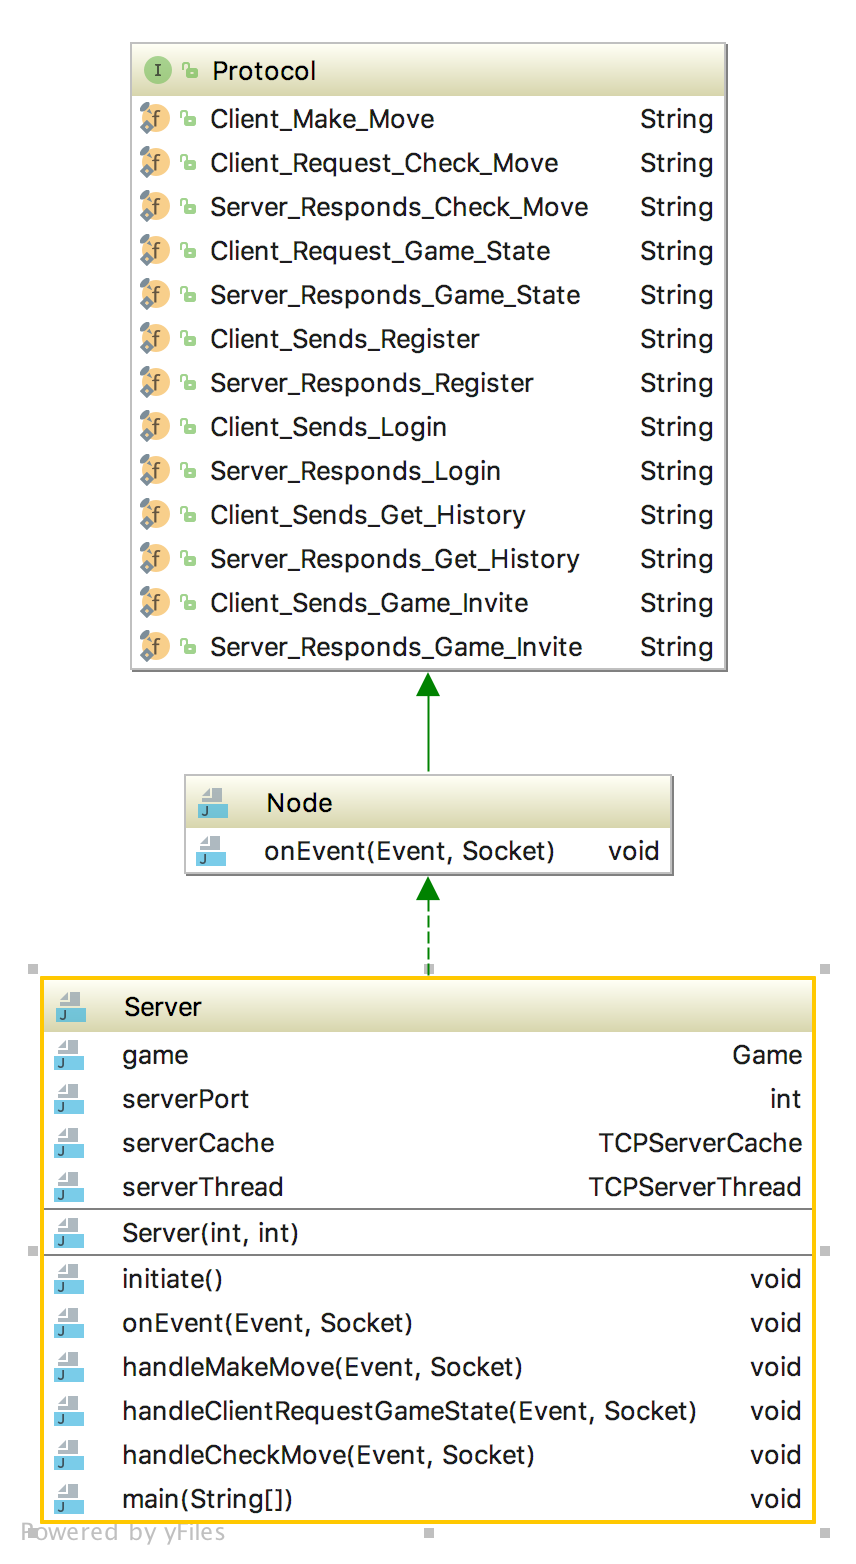 Protocol
Client_Make_Move String
Client_Request_Check_Move String
Server_Responds_Check_Move String
Client_Request_Game_State String
Server_Responds_Game_State String
Client_Sends_Register String
Server_Responds_Register String
Client_Sends_Login String
Server_Responds_Login String
Client_Sends_Get_History String
Server_Responds_Get_History String
Client_Sends_Game_Invite String
Server_Responds_Game_Invite String
Node
onEvent(Event, Socket) void
Server
game Game
serverPort int
serverCache TCPServerCache
serverThread TCPServerThread
Server(int, int)
initiate() void
onEvent(Event, Socket) void
handleMakeMove(Event, Socket) void
handleClientRequestGameState(Event, Socket) void
handleCheckMove(Event, Socket) void
main(String[]) void
Powered by yFiles